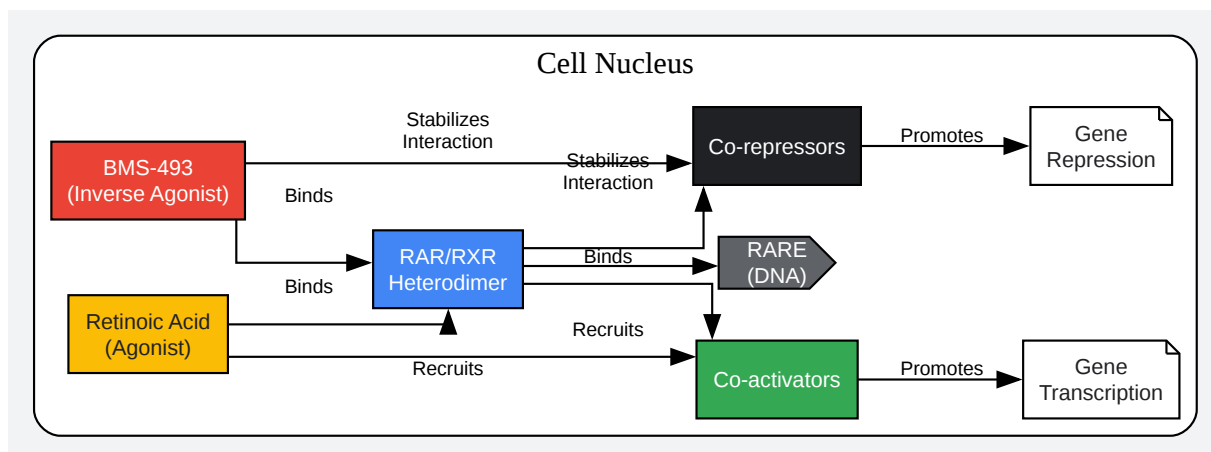 Cell Nucleus
Stabilizes
Interaction
Stabilizes
Interaction
Co-repressors
Promotes
Gene
Repression
BMS-493
(Inverse Agonist)
Binds
RAR/RXR
Heterodimer
Binds
RARE
(DNA)
Binds
Retinoic Acid
(Agonist)
Recruits
Recruits
Co-activators
Promotes
Gene
Transcription